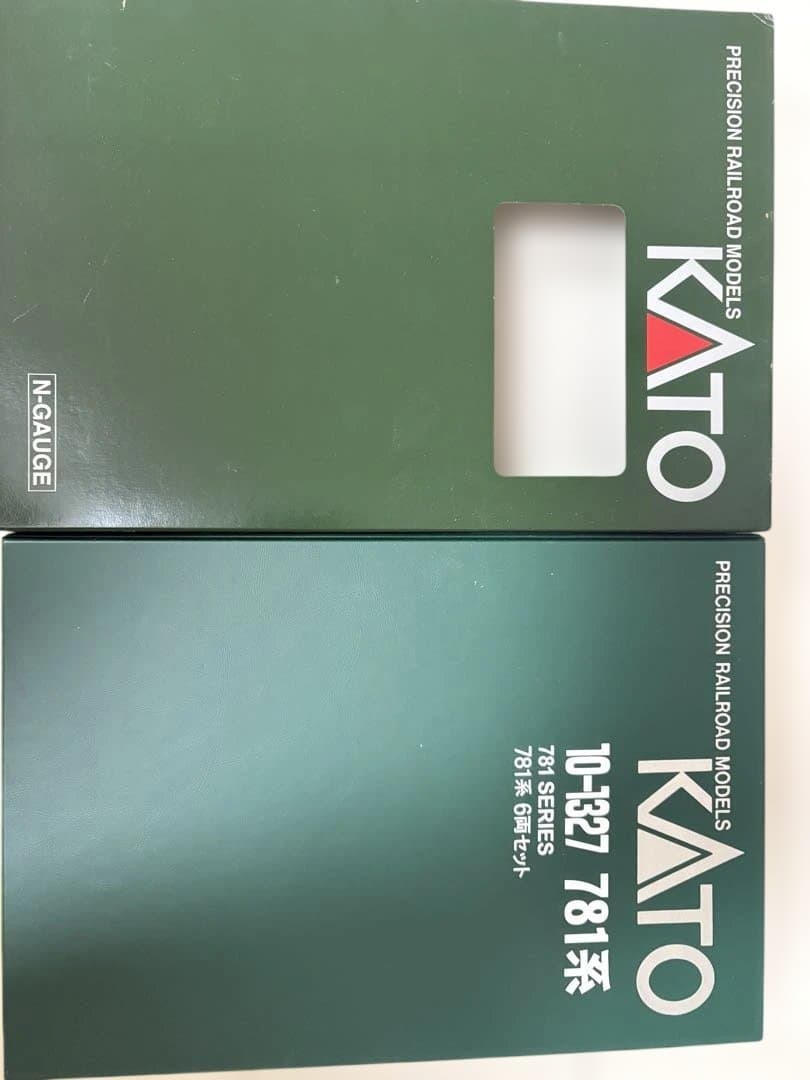 PRECISION RAILROAD MODELS
KATO
N-GAUGE
PRECISION RAILROAD MODELS
KATO
10-1327 781系
781 SERIES
781系 6両セット